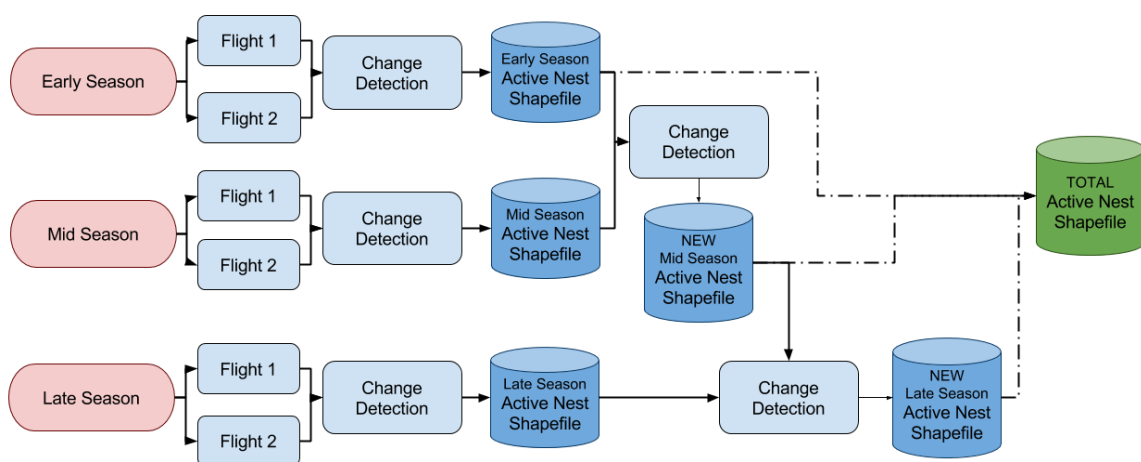 Early Season
Flight 1
Flight 2
Change
Detection
Early Season
Active Nest
Shapefile
Change
Detection
Mid Season
Flight 1
Flight 2
Change
Detection
Mid Season
Active Nest
Shapefile
NEW
Mid Season
Active Nest
Shapefile
TOTAL
Active Nest
Shapefile
Late Season
Flight 1
Flight 2
Change
Detection
Late Season
Active Nest
Shapefile
Change
Detection
NEW
Late Season
Active Nest
Shapefile